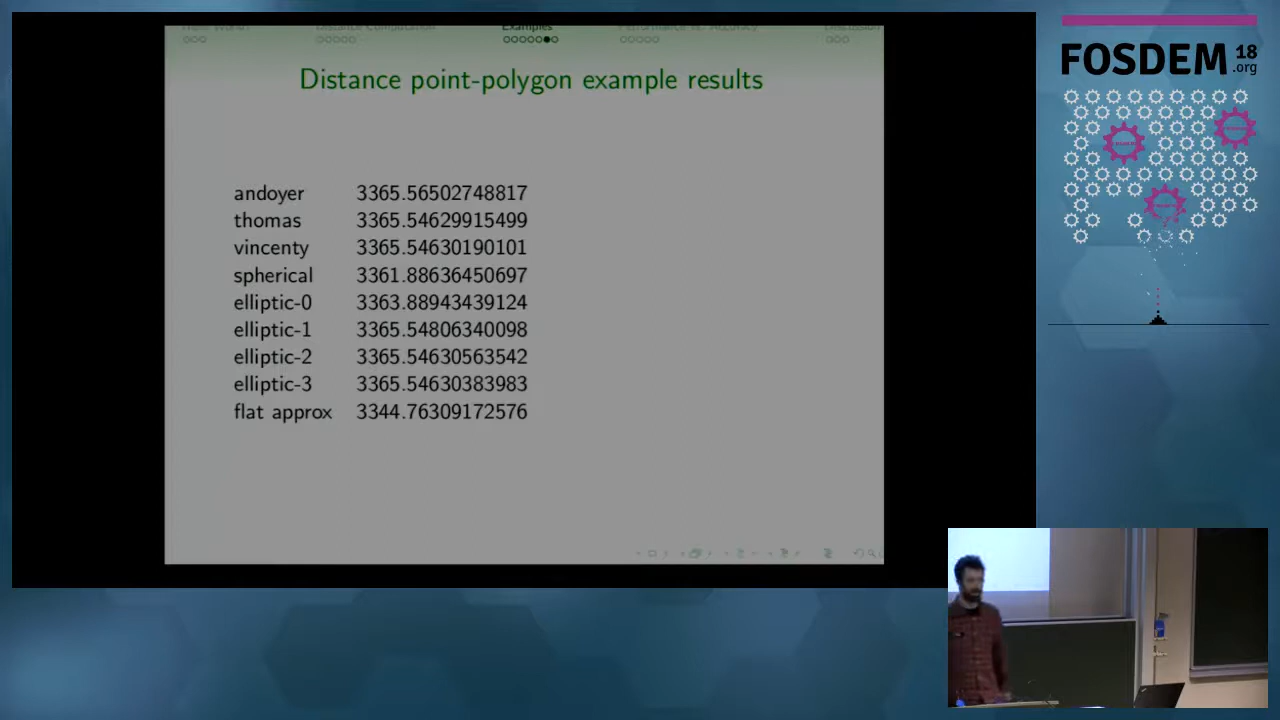 Examples
Distance point-polygon example results
andoyer 3365.56502748817
thomas 3365.54629915499
vincenty 3365.54630190101
spherical 3361.88636450697
elliptic-0 3363.88943439124
elliptic-1 3365.54806340098
elliptic-2 3365.54630563542
elliptic-3 3365.54630383983
flat approx 3344.76309172576
FOSDEM 18
.org